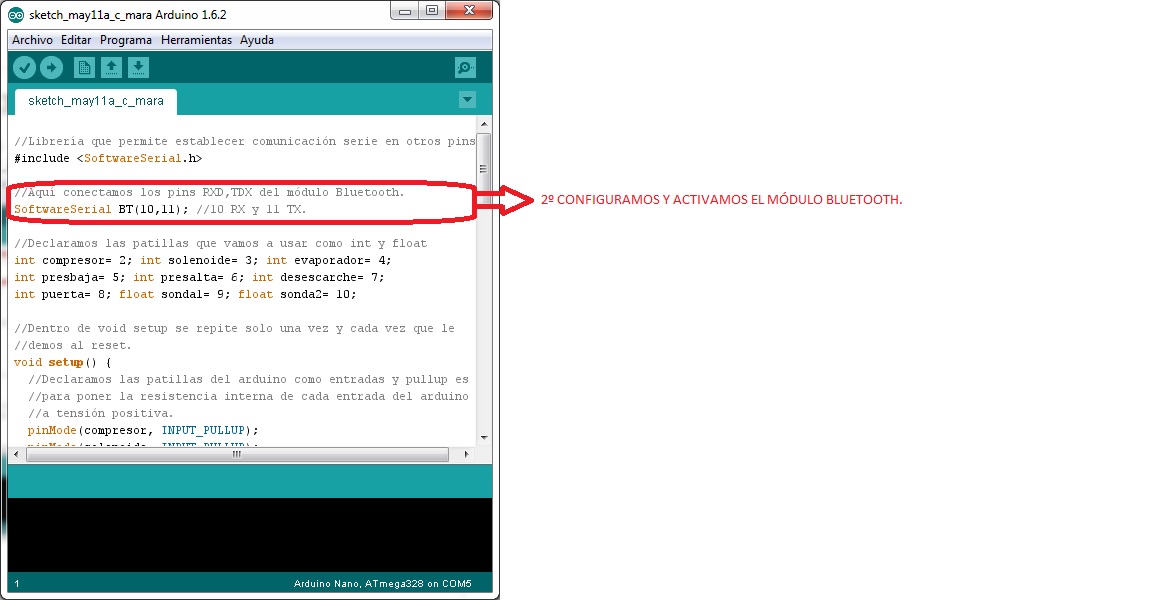 sketch_may11a_c_mara Arduino 1.6.2
Archivo Editar Programa Herramientas Ayuda
sketch_may11a_c_mara
//Librería que permite establecer comunicación serie en otros pins
#include <SoftwareSerial.h>
//Aquí conectamos los pins RXD,TDX del módulo Bluetooth.
SoftwareSerial BT(10,11); //10 RX y 11 TX.
2º CONFIGURAMOS Y ACTIVAMOS EL MÓDULO BLUETOOTH.
//Declaramos las patillas que vamos a usar como int y float
int compresor= 2; int solenoide= 3; int evaporador= 4;
int presbaja= 5; int presalta= 6; int desescarche= 7;
int puerta= 8; float sonda1= 9; float sonda2= 10;
//Dentro de void setup se repite solo una vez y cada vez que le
//demos al reset.
void setup() {
//Declaramos las patillas del arduino como entradas y pullup es
//para poner la resistencia interna de cada entrada del arduino
//a tensión positiva.
pinMode(compresor, INPUT_PULLUP);
1
Arduino Nano, ATmega328 on COM5